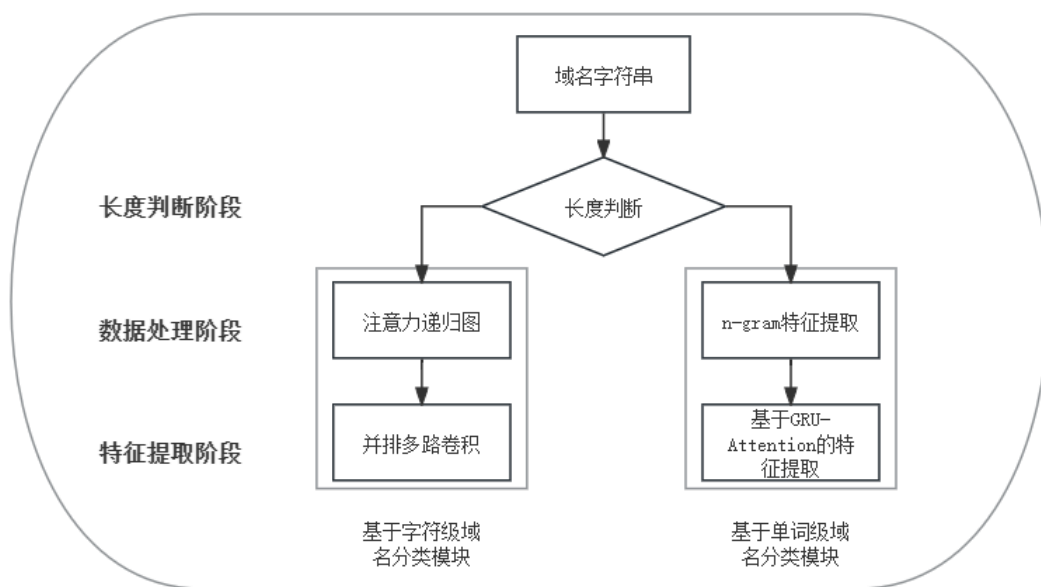 域名字符串
长度判断阶段
长度判断
数据处理阶段
注意力递归图
n-gram特征提取
特征提取阶段
并排多路卷积
基于GRU-
Attention的特
征提取
基于字符级域
名分类模块
基于单词级域
名分类模块